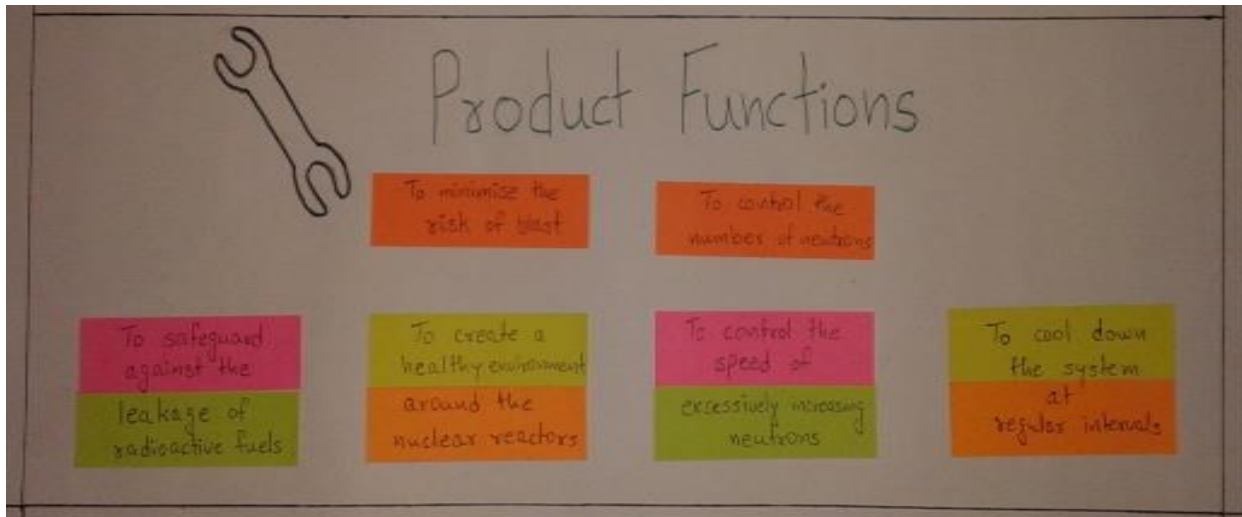 Product Functions
To minimise the
risk of blast
To control the
number of neutrons
To safeguard
against the
leakage of
radioactive fuels
To create a
healthy environment
around the
nuclear reactors
To control the
speed of
excessively increasing
neutrons
To cool down
the system
at
regular intervals